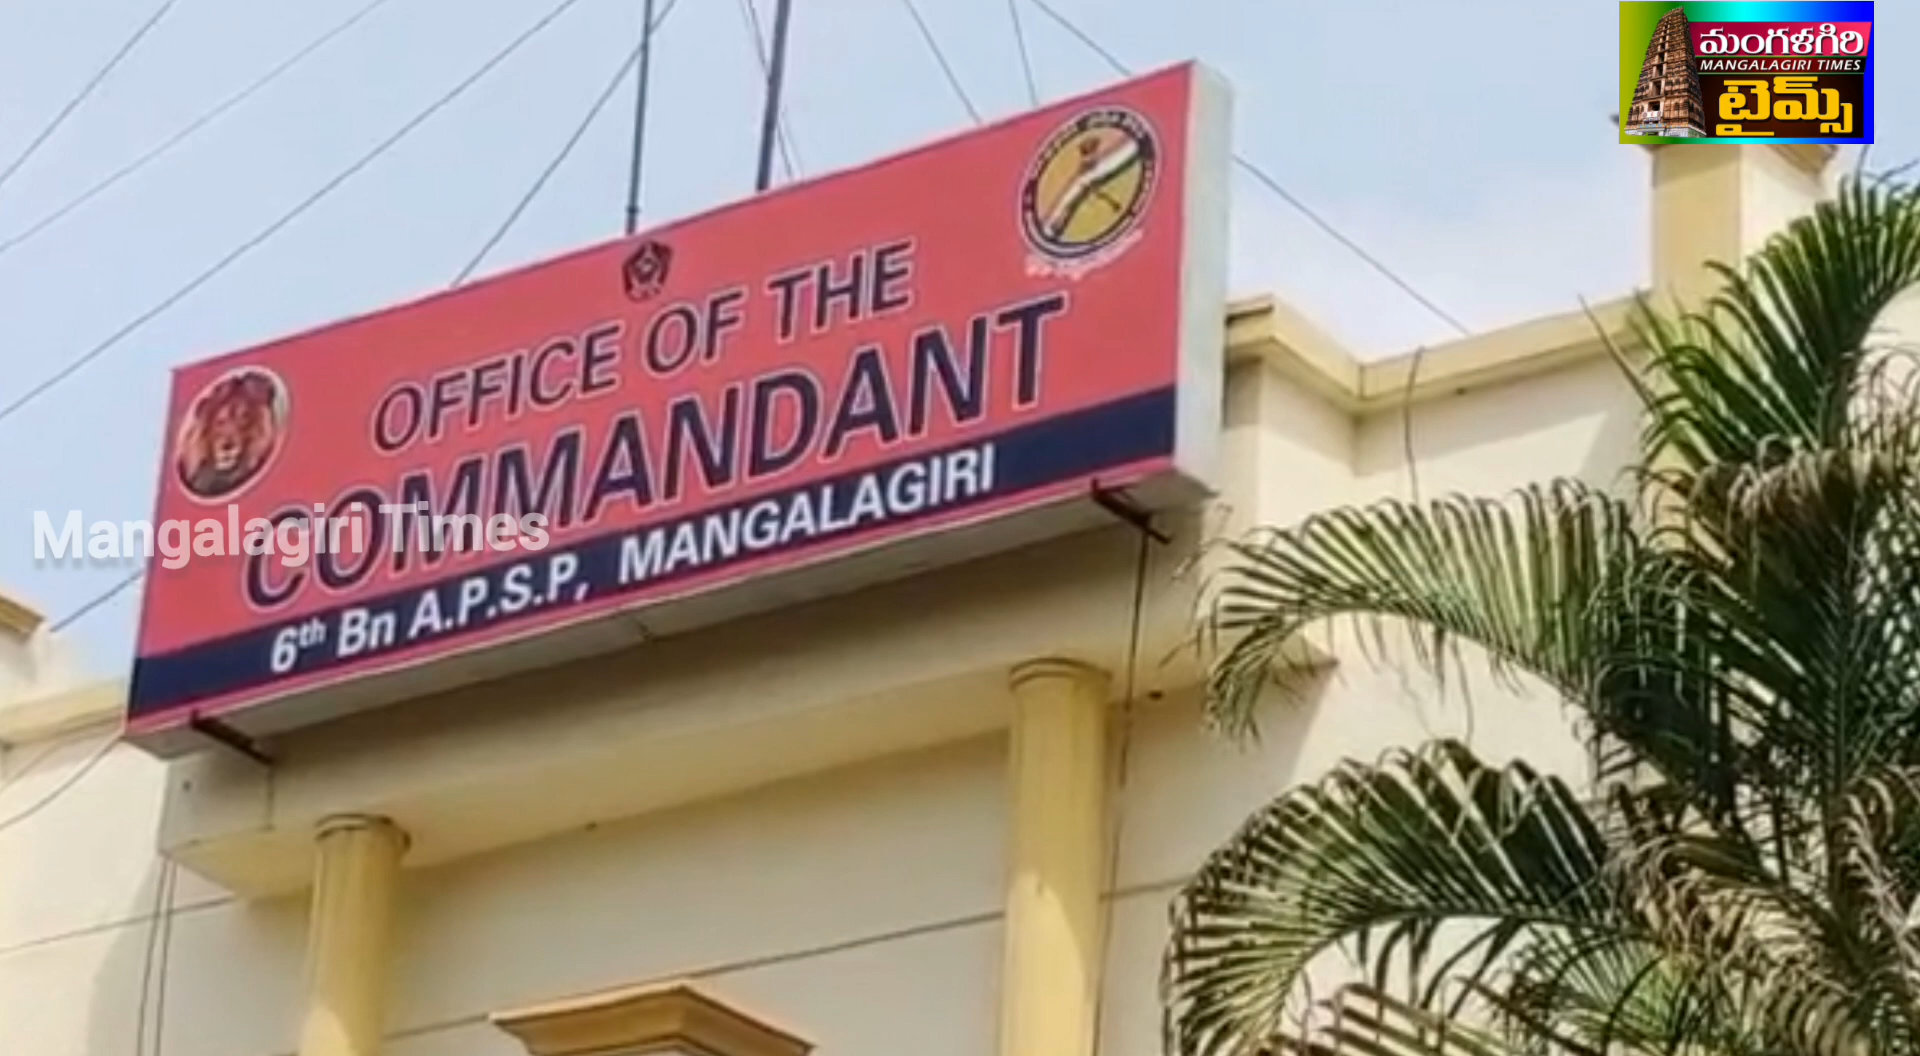 మంగళగిరి
MANGALAGIRI TIMES
టైమ్స్
OFFICE OF THE
COMMANDANT
6th Bn A.P.S.P, MANGALAGIRI
Mangalagiri Times